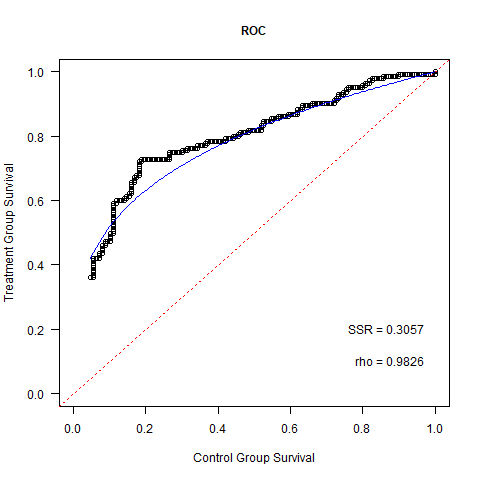 ROC
Treatment Group Survival
1.0
0.8
0.6
0.4
0.2
0.0
SSR = 0.3057
rho = 0.9826
0.0 0.2 0.4 0.6 0.8 1.0
Control Group Survival